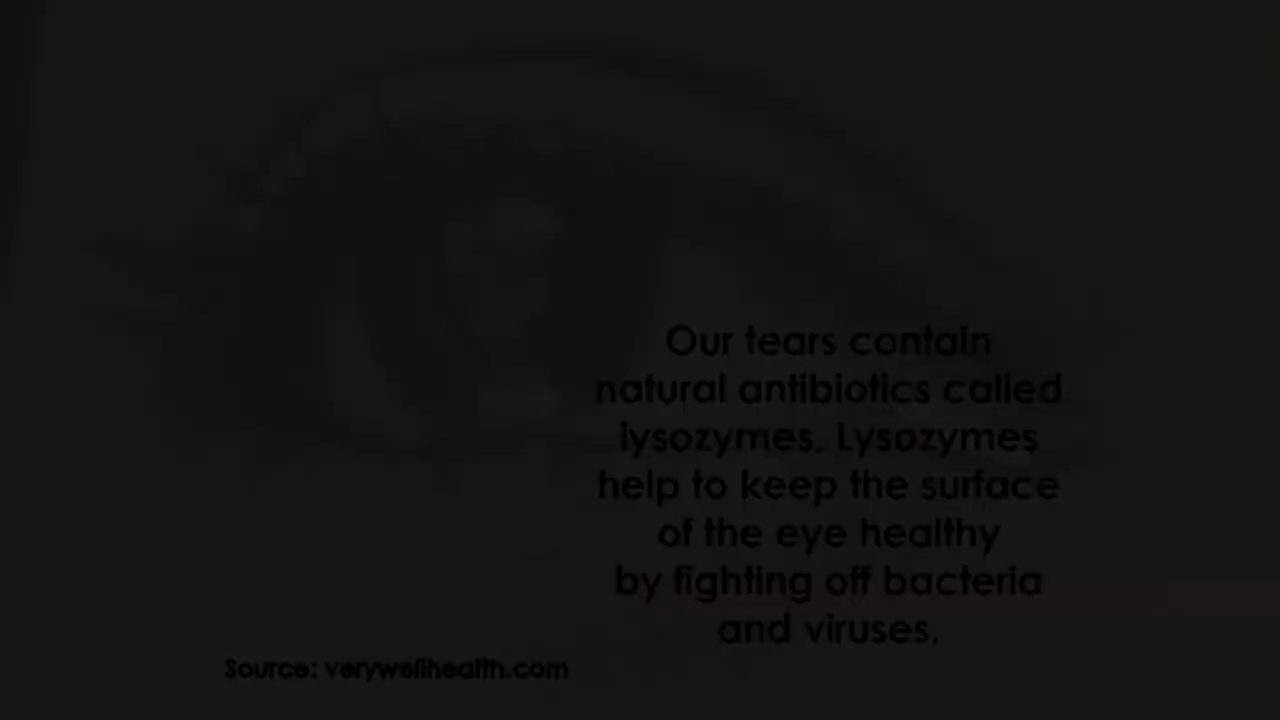 Our tears contain
natural antibiotics called
lysozymes. Lysozymes
help to keep the surface
of the eye healthy
by fighting off bacteria
and viruses.
Source: verywellhealth.com